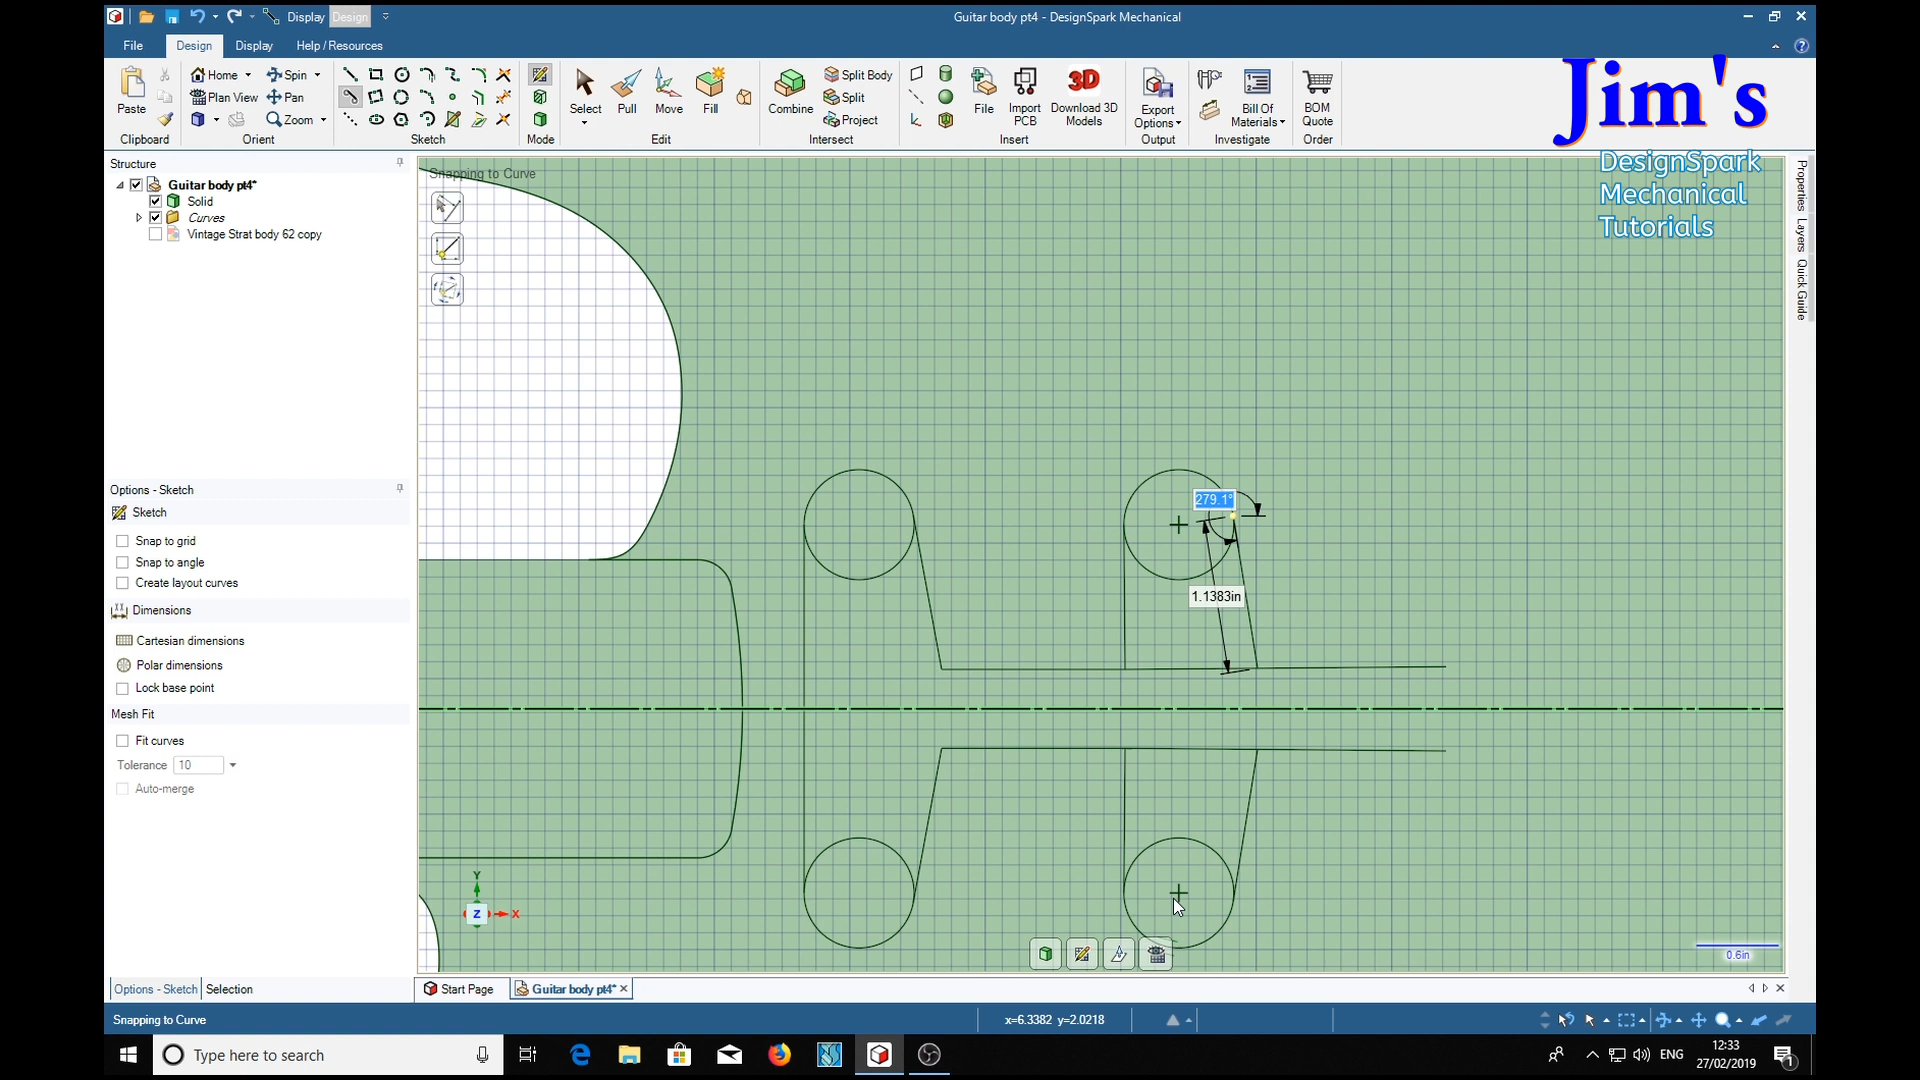 Display Design
Guitar body pt4 - DesignSpark Mechanical
File Design Display Help / Resources
Jim's
DesignSpark
Mechanical
Tutorials
Paste
Home Spin
Plan View Pan
Zoom
Select Pull Move Fill
Combine
Split Body
Split
Project
File Import PCB Download 3D Models
Export Options
Bill Of Materials
BOM Quote
Clipboard Orient Sketch Mode Edit Intersect Insert Output Investigate Order
Structure
Guitar body pt4*
Solid
Curves
Vintage Strat body 62 copy
Snapping to Curve
Properties Layers Quick Guide
Options - Sketch
Sketch
Snap to grid
Snap to angle
Create layout curves
Dimensions
Cartesian dimensions
Polar dimensions
Lock base point
Mesh Fit
Fit curves
Tolerance 10
Auto-merge
279.1°
1.1383in
Y
Z X
0.6in
Options - Sketch Selection
Start Page Guitar body pt4*
Snapping to Curve
x=6.3382 y=2.0218
Type here to search
ENG
12:33
27/02/2019
1